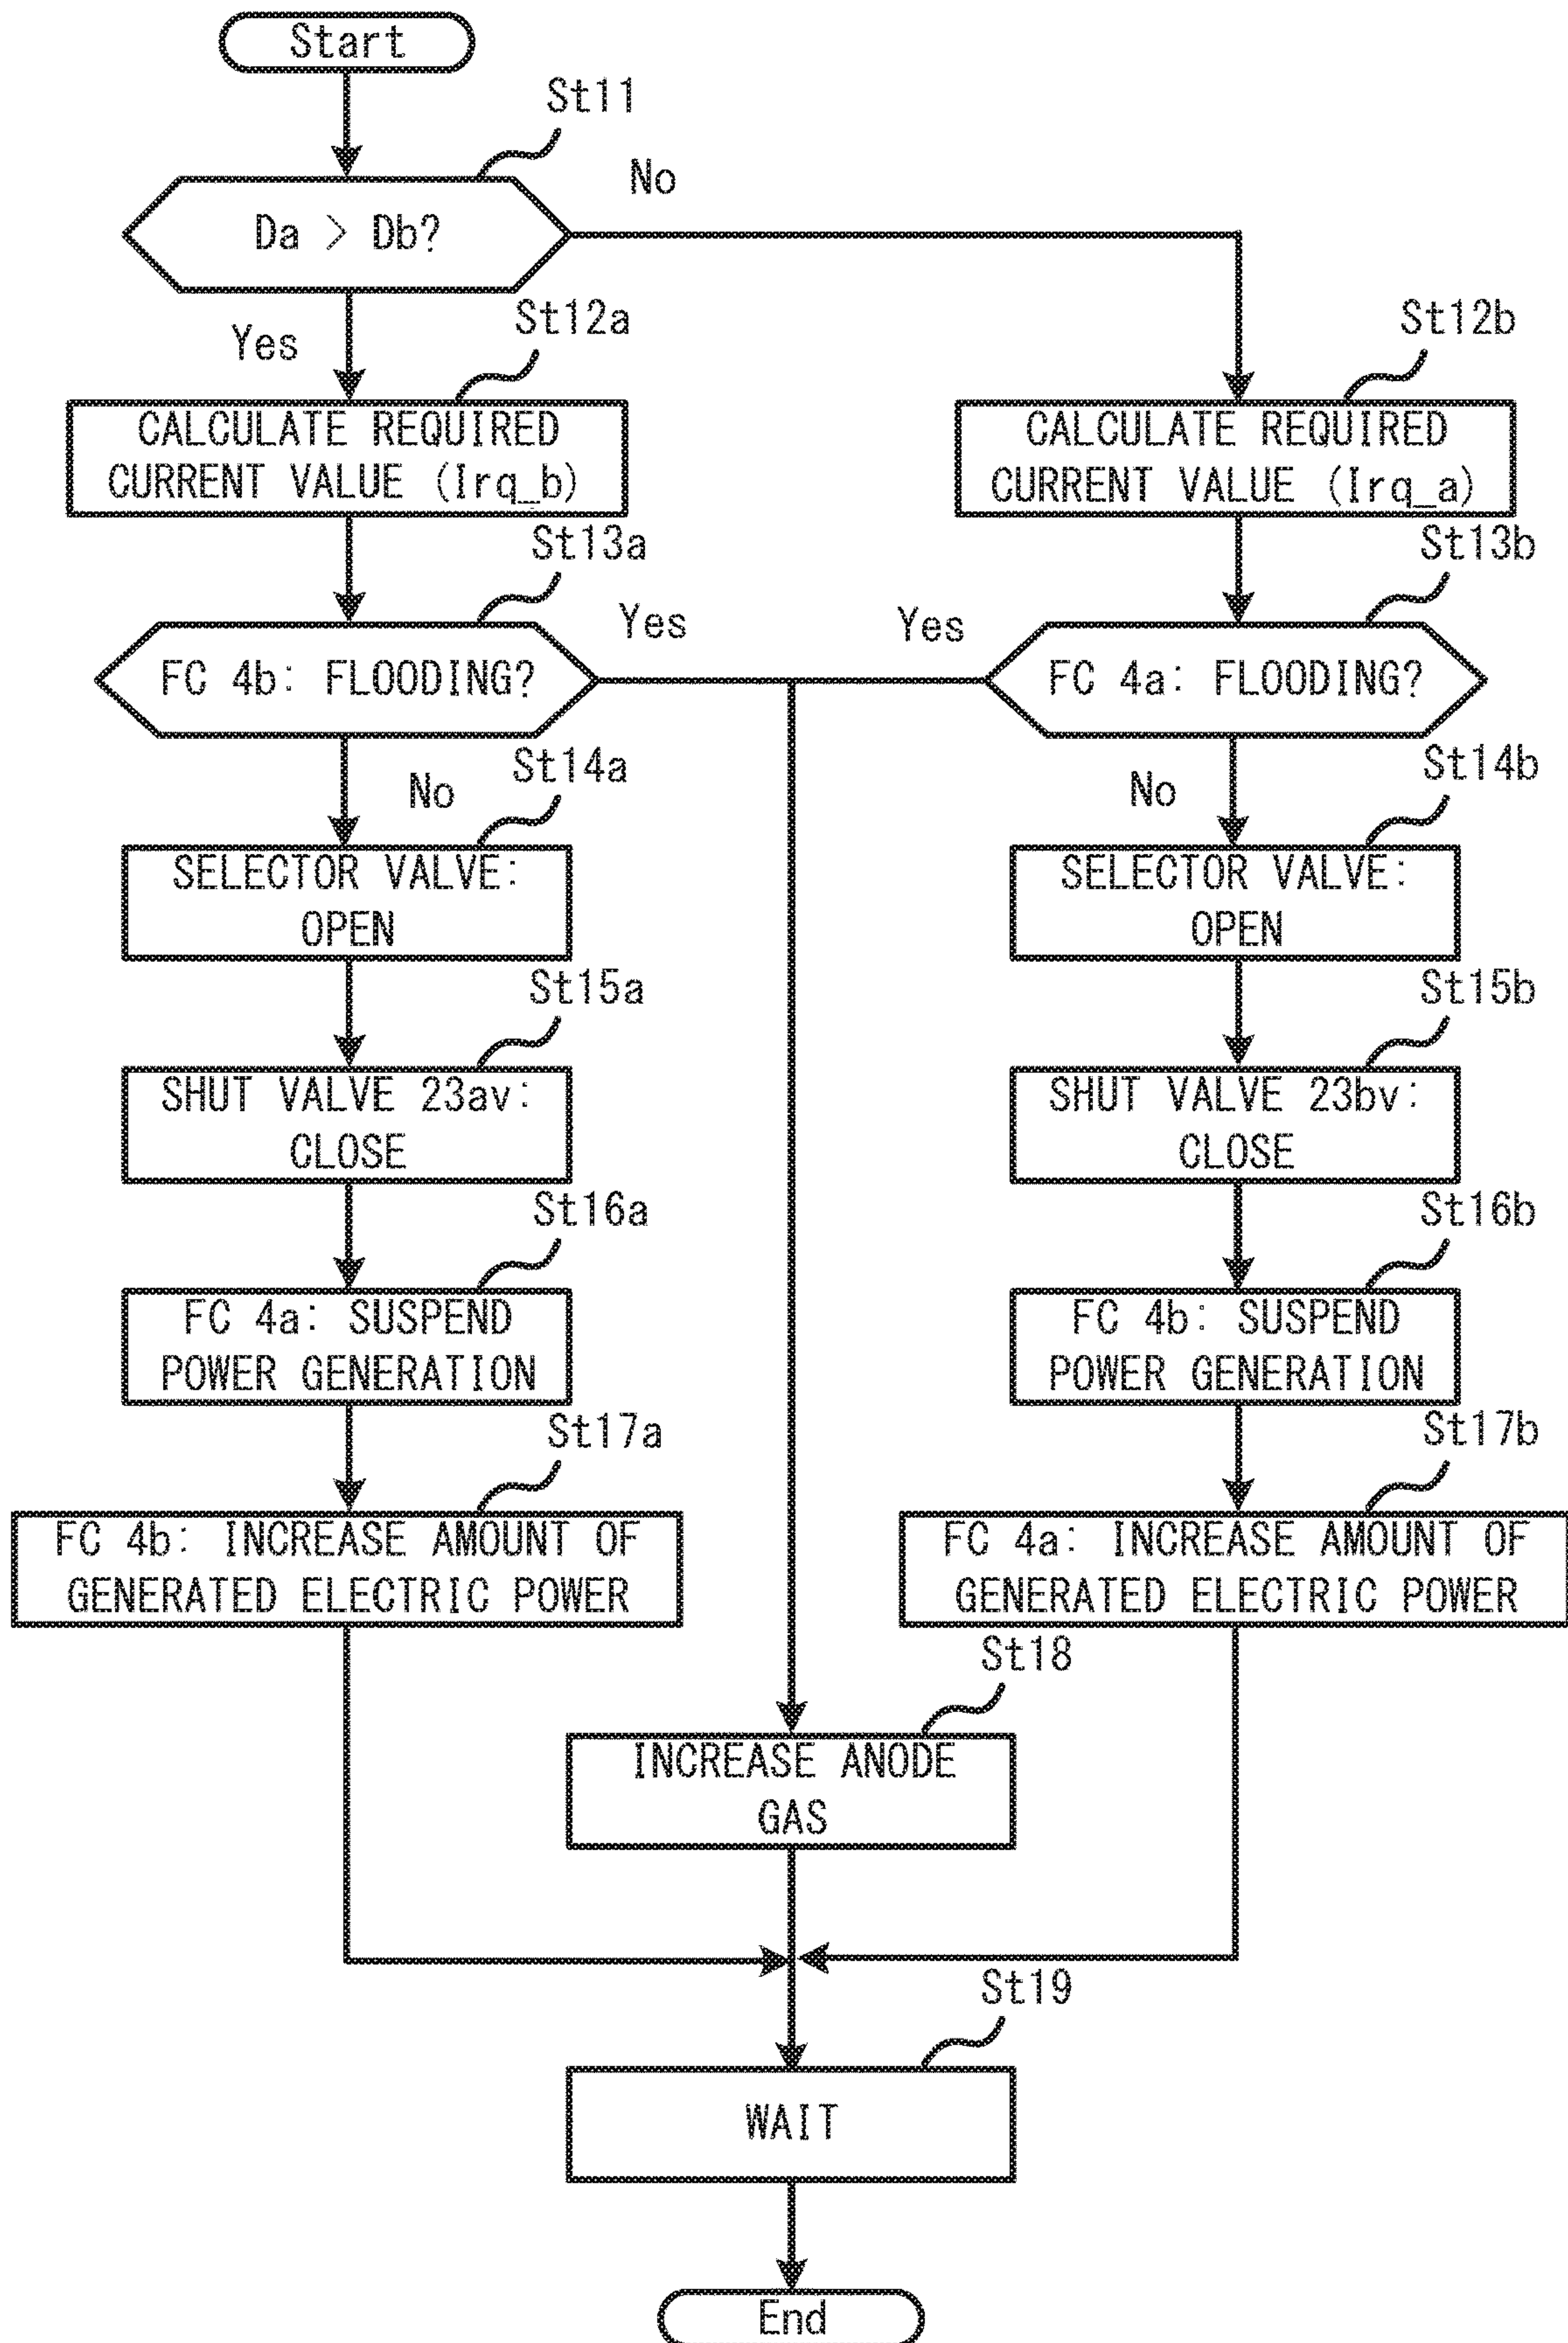 Start
St11
No
Da > Db?
Yes
St12a
St12b
CALCULATE REQUIRED
CURRENT VALUE (Irq_b)
CALCULATE REQUIRED
CURRENT VALUE (Irq_a)
St13a
St13b
Yes
Yes
FC 4b: FLOODING?
FC 4a: FLOODING?
No
St14a
No
St14b
SELECTOR VALVE:
OPEN
SELECTOR VALVE:
OPEN
St15a
St15b
SHUT VALVE 23av:
CLOSE
SHUT VALVE 23bv:
CLOSE
St16a
St16b
FC 4a: SUSPEND
POWER GENERATION
FC 4b: SUSPEND
POWER GENERATION
St17a
St17b
FC 4b: INCREASE AMOUNT OF
GENERATED ELECTRIC POWER
FC 4a: INCREASE AMOUNT OF
GENERATED ELECTRIC POWER
St18
INCREASE ANODE
GAS
St19
WAIT
End